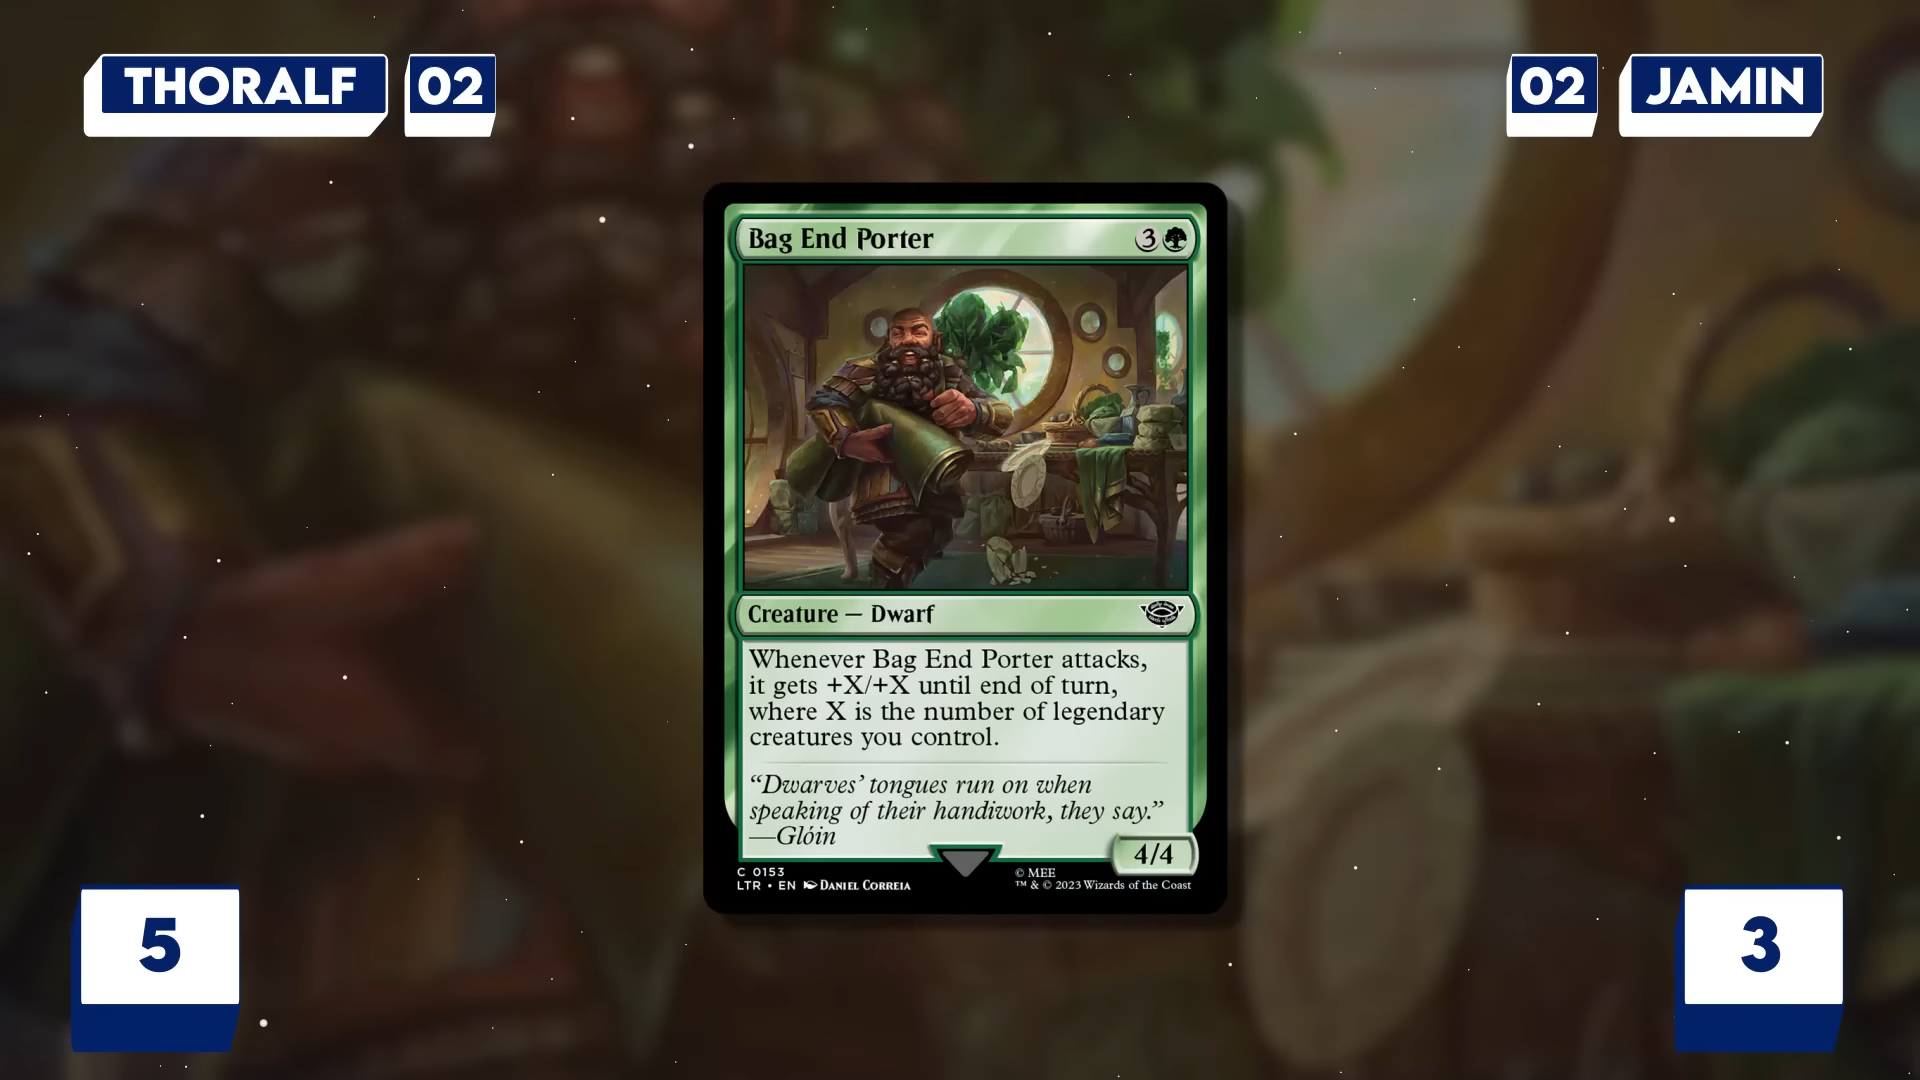 THORALF 02
02 JAMIN
Bag End Porter 3
Creature — Dwarf
Whenever Bag End Porter attacks,
it gets +X/+X until end of turn,
where X is the number of legendary
creatures you control.
“Dwarves’ tongues run on when
speaking of their handiwork, they say.”
—Glóin
4/4
C 0153
LTR • EN Daniel Correia
© MEE
™ & © 2023 Wizards of the Coast
5
3